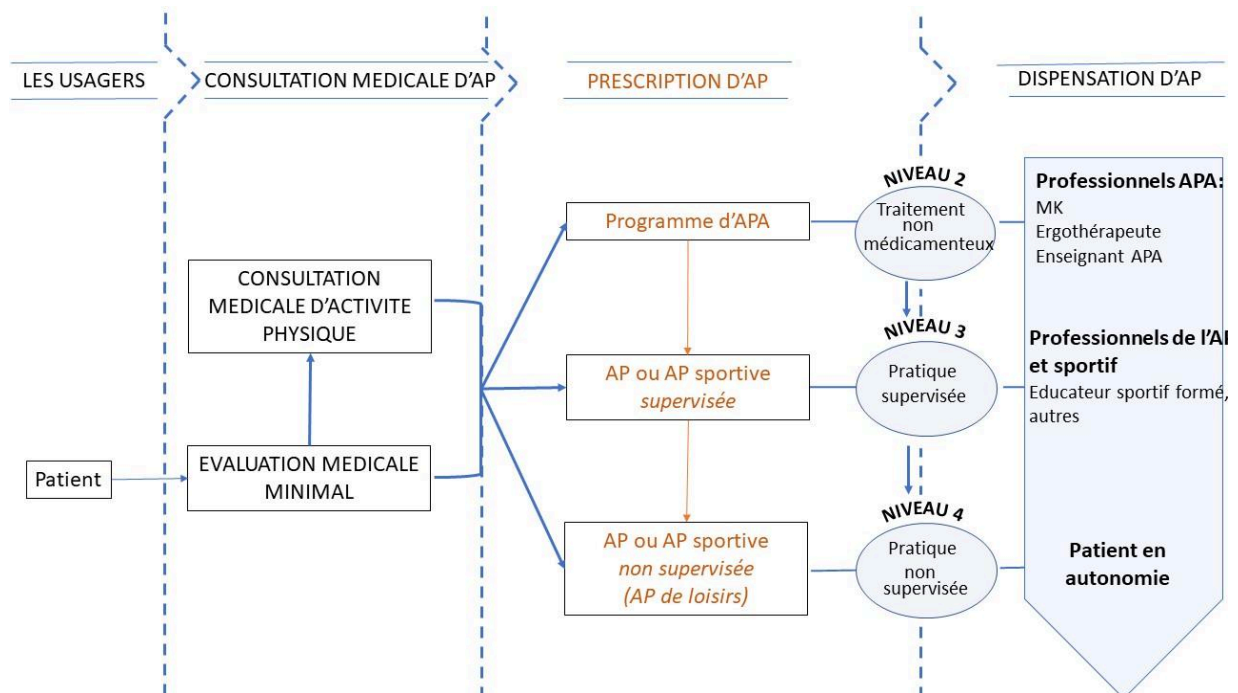 LES USAGERS
CONSULTATION MEDICALE D'AP
PRESCRIPTION D'AP
DISPENSATION D'AP
Patient
CONSULTATION
MEDICALE D'ACTIVITE
PHYSIQUE
EVALUATION MEDICALE
MINIMAL
Programme d'APA
AP ou AP sportive
supervisée
AP ou AP sportive
non supervisée
(AP de loisirs)
NIVEAU 2
Traitement
non
médicamenteux
NIVEAU 3
Pratique
supervisée
NIVEAU 4
Pratique
non
supervisée
Professionnels APA:
MK
Ergothérapeute
Enseignant APA
Professionnels de l'AP
et sportif
Educateur sportif formé,
autres
Patient en
autonomie